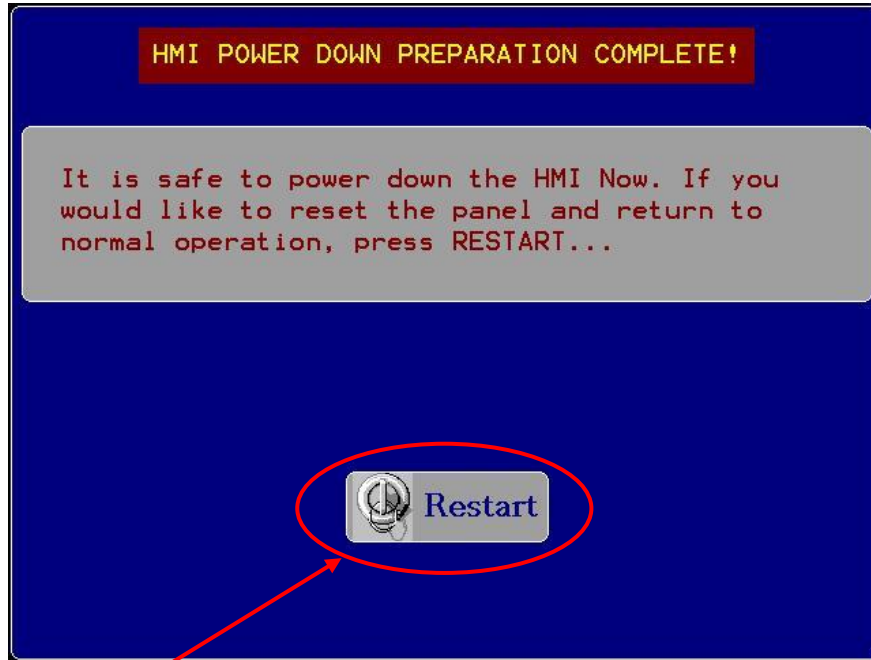 HMI POWER DOWN PREPARATION COMPLETE!
It is safe to power down the HMI Now. If you
would like to reset the panel and return to
normal operation, press RESTART...
Restart